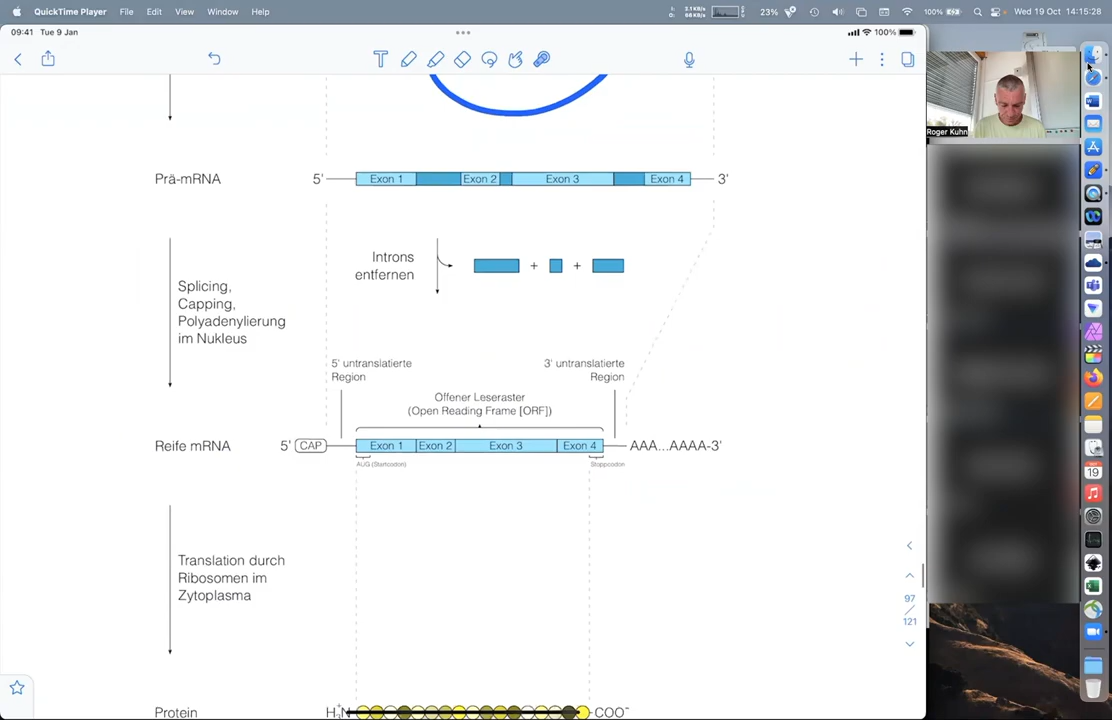 QuickTime Player File Edit View Window Help
23% 100% Wed 19 Oct 14:15:28
09:41 Tue 9 Jan
100%
Roger Kuhn
Prä-mRNA 5' Exon 1 Exon 2 Exon 3 Exon 4 3'
Introns
entfernen
+ +
Splicing,
Capping,
Polyadenylierung
im Nukleus
5' untranslatierte
Region
3' untranslatierte
Region
Offener Leseraster
(Open Reading Frame [ORF])
Reife mRNA 5' CAP Exon 1 Exon 2 Exon 3 Exon 4 AAA...AAAA-3'
AUG (Startcodon) Stoppcodon
Translation durch
Ribosomen im
Zytoplasma
97
121
19
Protein H₃N COO⁻